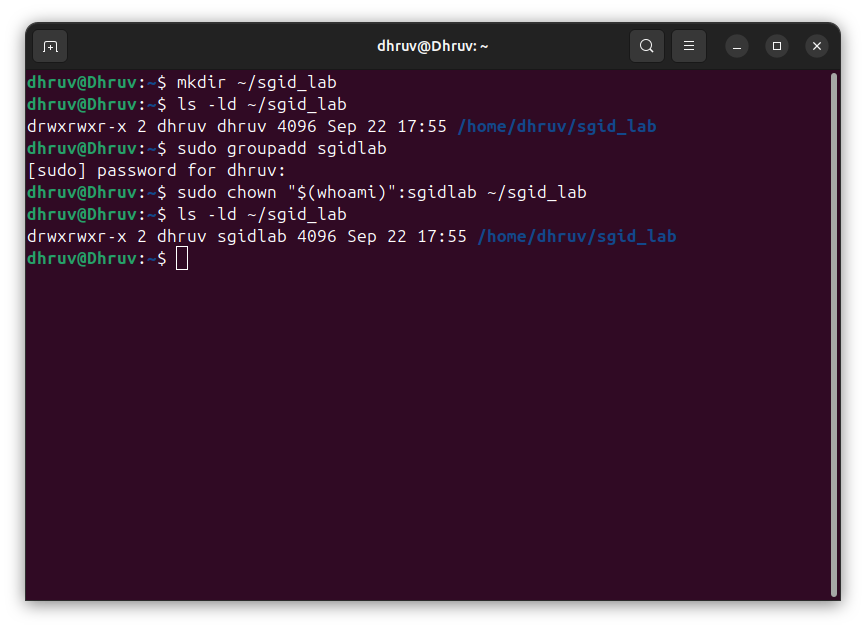 dhruv@Dhruv: ~
dhruv@Dhruv:~$ mkdir ~/sgid_lab
dhruv@Dhruv:~$ ls -ld ~/sgid_lab
drwxrwxr-x 2 dhruv dhruv 4096 Sep 22 17:55 /home/dhruv/sgid_lab
dhruv@Dhruv:~$ sudo groupadd sgidlab
[sudo] password for dhruv:
dhruv@Dhruv:~$ sudo chown "$(whoami)":sgidlab ~/sgid_lab
dhruv@Dhruv:~$ ls -ld ~/sgid_lab
drwxrwxr-x 2 dhruv sgidlab 4096 Sep 22 17:55 /home/dhruv/sgid_lab
dhruv@Dhruv:~$